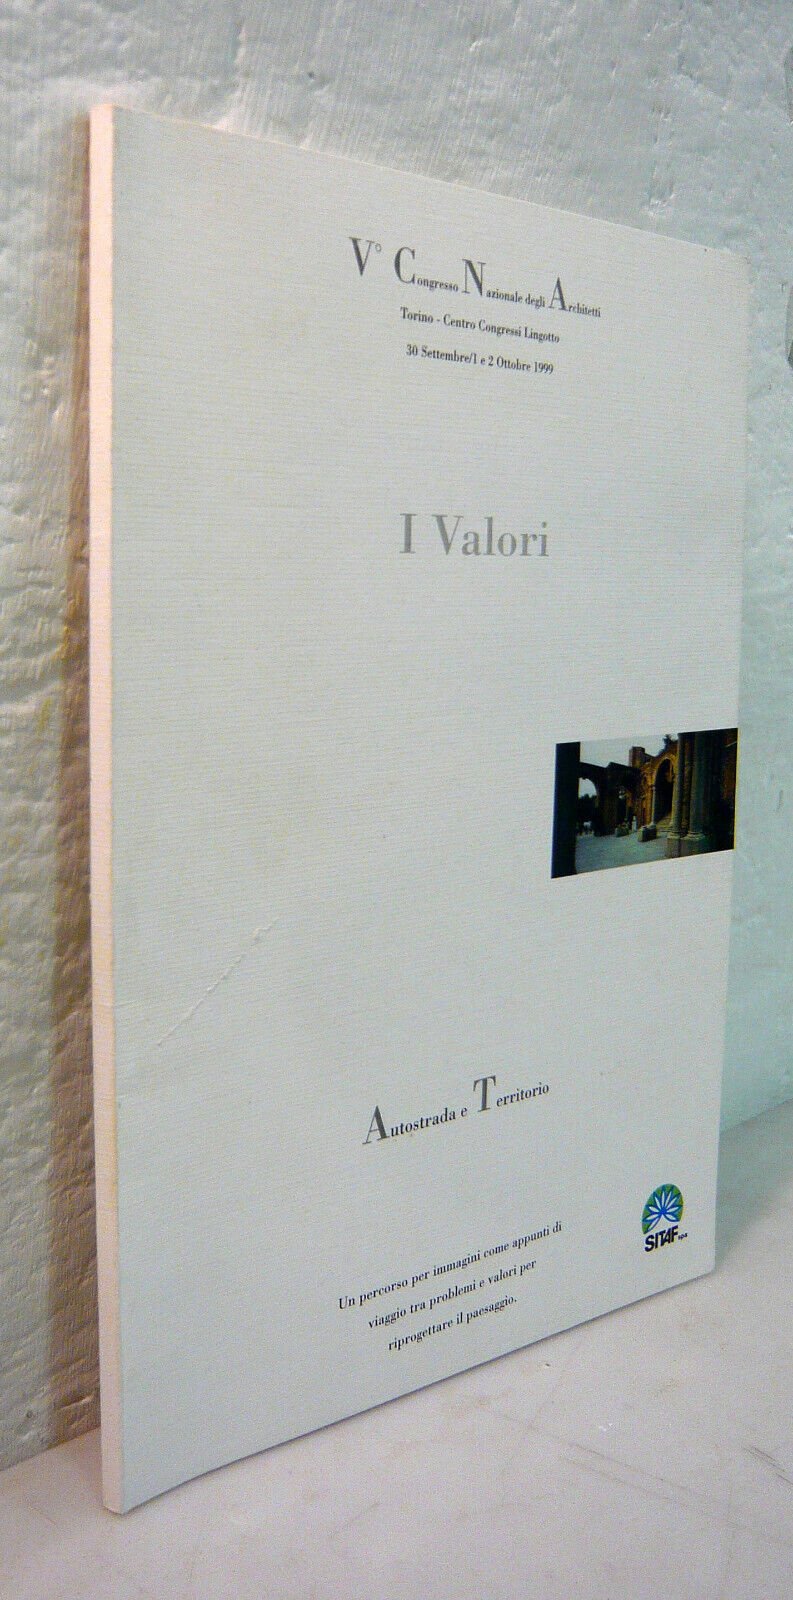 V° Congresso Nazionale degli Architetti
Torino - Centro Congressi Lingotto
30 Settembre/1 e 2 Ottobre 1999
I Valori
Autostrada e Territorio
SITAF spa
Un percorso per immagini come appunti di
viaggio tra problemi e valori per
riprogettare il paesaggio.